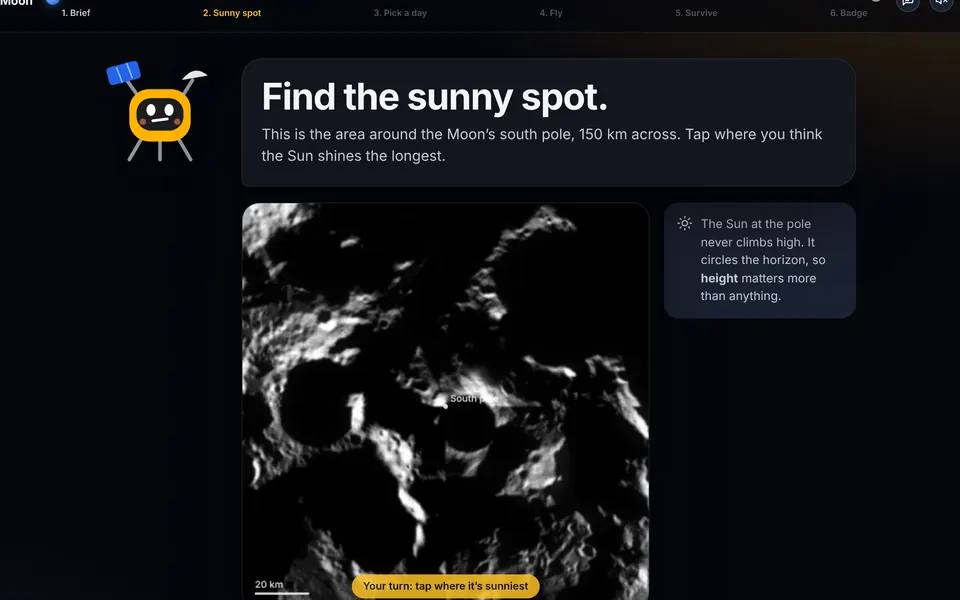 Moon
1. Brief
2. Sunny spot
3. Pick a day
4. Fly
5. Survive
6. Badge
Find the sunny spot.
This is the area around the Moon’s south pole, 150 km across. Tap where you think
the Sun shines the longest.
The Sun at the pole
never climbs high. It
circles the horizon, so
height matters more
than anything.
South pole
20 km
Your turn: tap where it’s sunniest